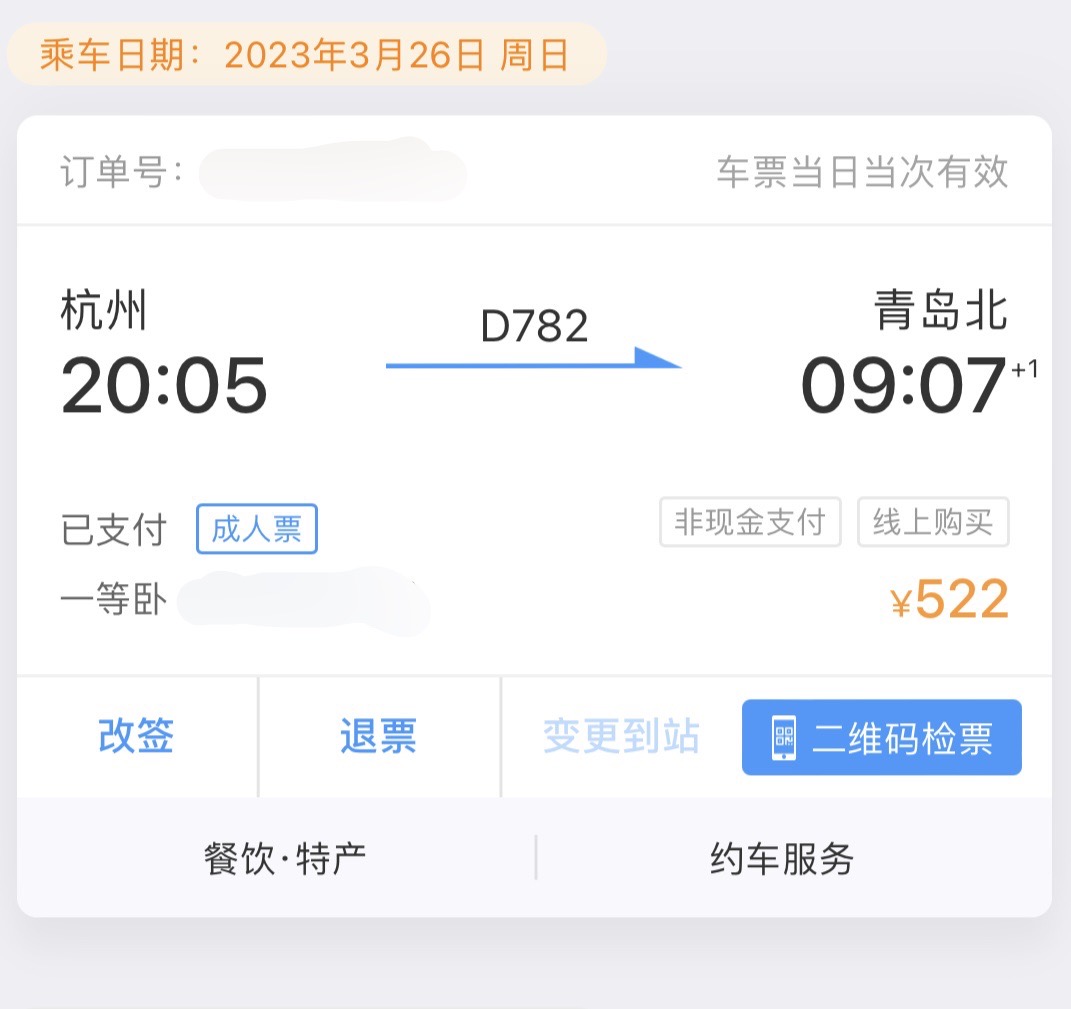 乘车日期：2023年3月26日 周日
订单号： 车票当日当次有效
杭州 D782 青岛北
20:05 09:07+1
已支付 成人票 非现金支付 线上购买
一等卧 ¥522
改签 退票 变更到站 二维码检票
餐饮·特产 约车服务